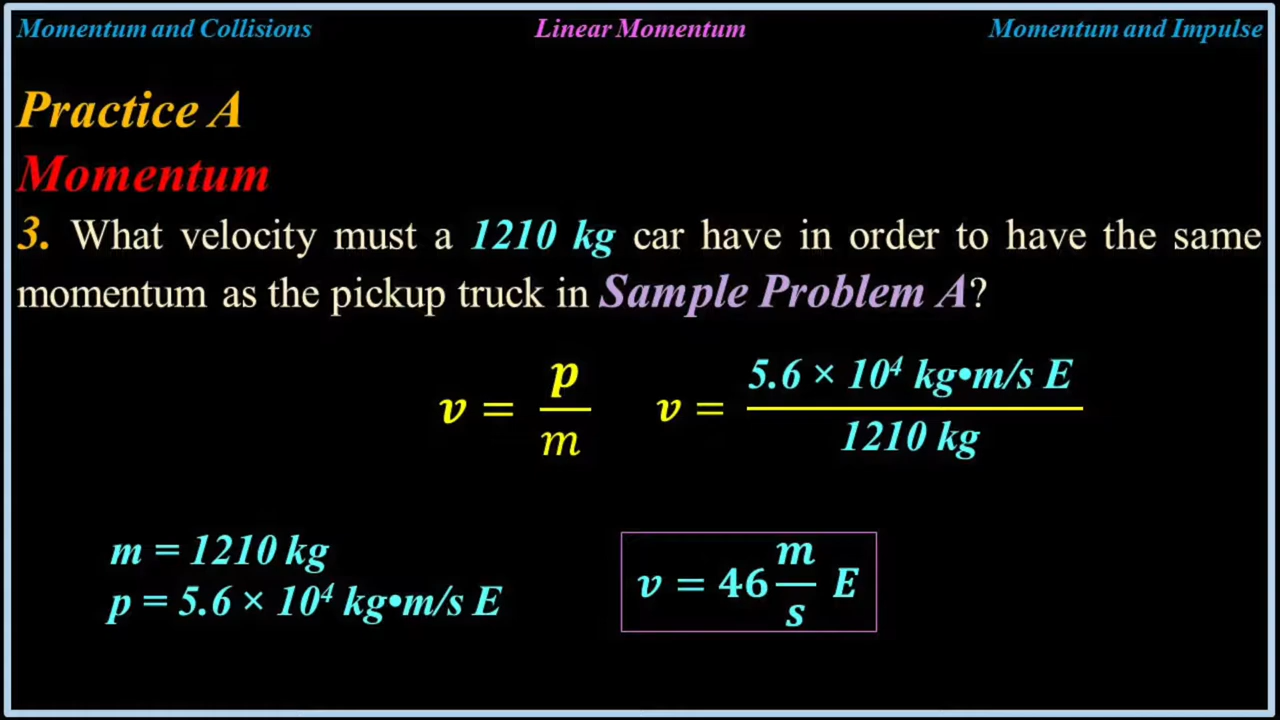 Momentum and Collisions Linear Momentum Momentum and Impulse
Practice A
Momentum
3. What velocity must a 1210 kg car have in order to have the same
momentum as the pickup truck in Sample Problem A?
v = p/m v = 5.6 × 10⁴ kg•m/s E / 1210 kg
m = 1210 kg
p = 5.6 × 10⁴ kg•m/s E
v = 46 m/s E